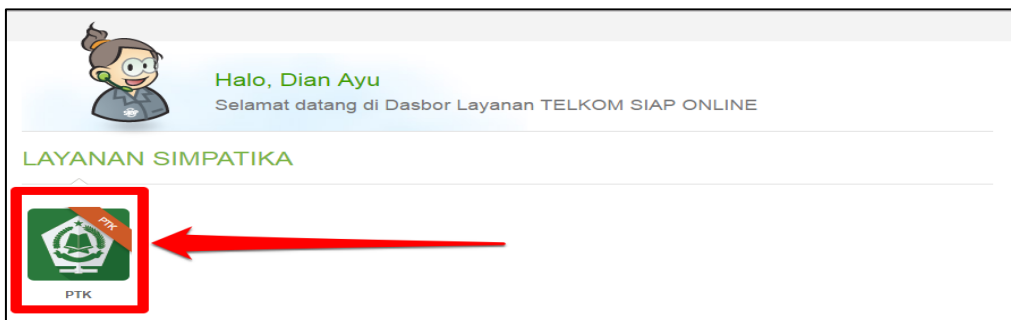 Halo, Dian Ayu
Selamat datang di Dasbor Layanan TELKOM SIAP ONLINE
LAYANAN SIMPATIKA
PTK
PTK